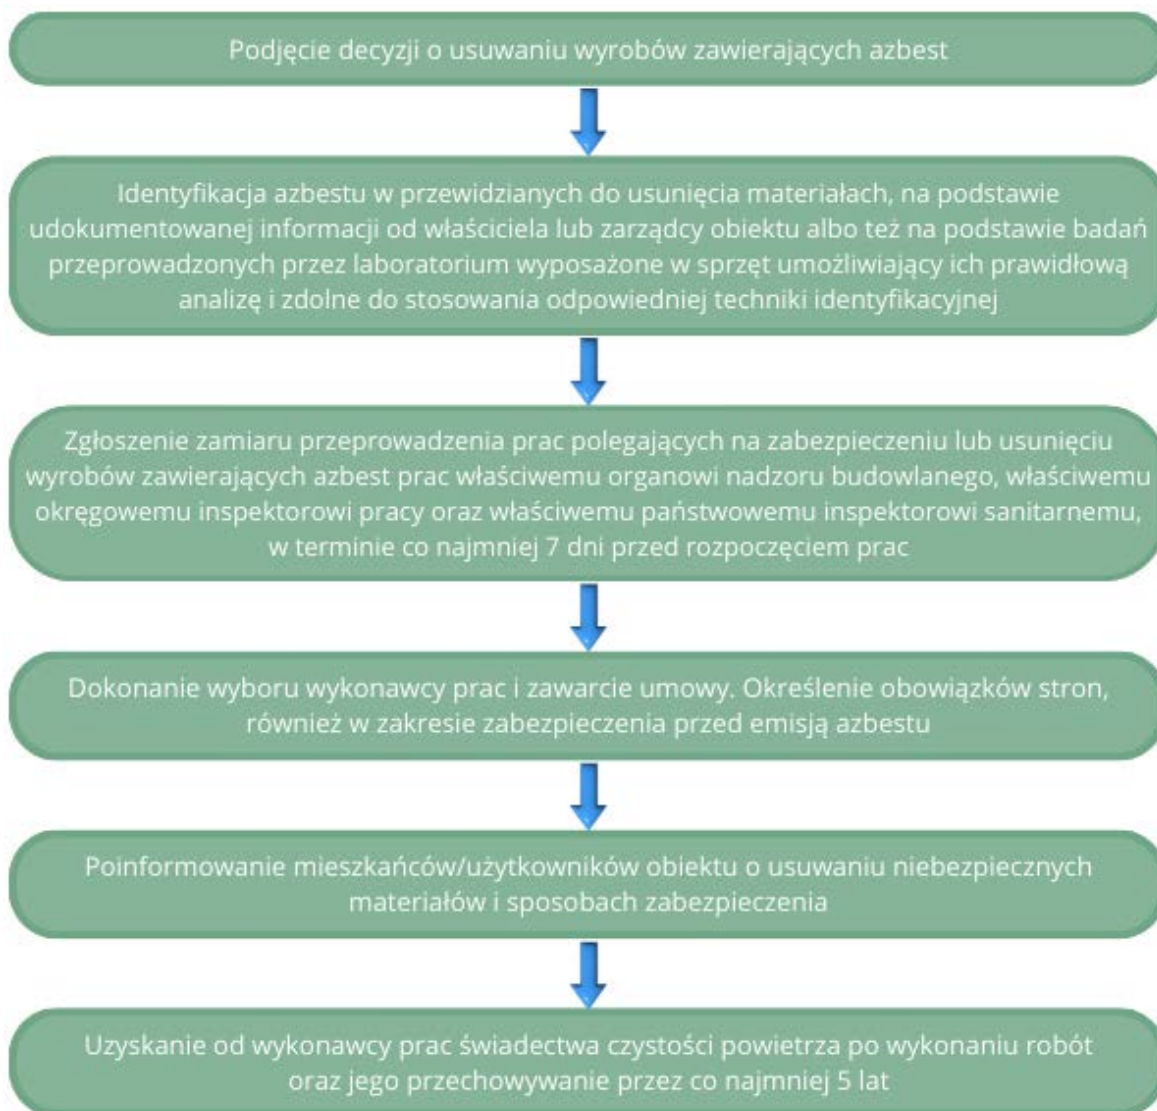 Podjęcie decyzji o usuwaniu wyrobów zawierających azbest
Identyfikacja azbestu w przewidzianych do usunięcia materiałach, na podstawie
udokumentowanej informacji od właściciela lub zarządcy obiektu albo też na podstawie badań
przeprowadzonych przez laboratorium wyposażone w sprzęt umożliwiający ich prawidłową
analizę i zdolne do stosowania odpowiedniej techniki identyfikacyjnej
Zgłoszenie zamiaru przeprowadzenia prac polegających na zabezpieczeniu lub usunięciu
wyrobów zawierających azbest prac właściwemu organowi nadzoru budowlanego, właściwemu
okręgowemu inspektorowi pracy oraz właściwemu państwowemu inspektorowi sanitarnemu,
w terminie co najmniej 7 dni przed rozpoczęciem prac
Dokonanie wyboru wykonawcy prac i zawarcie umowy. Określenie obowiązków stron,
również w zakresie zabezpieczenia przed emisją azbestu
Poinformowanie mieszkańców/użytkowników obiektu o usuwaniu niebezpiecznych
materiałów i sposobach zabezpieczenia
Uzyskanie od wykonawcy prac świadectwa czystości powietrza po wykonaniu robót
oraz jego przechowywanie przez co najmniej 5 lat